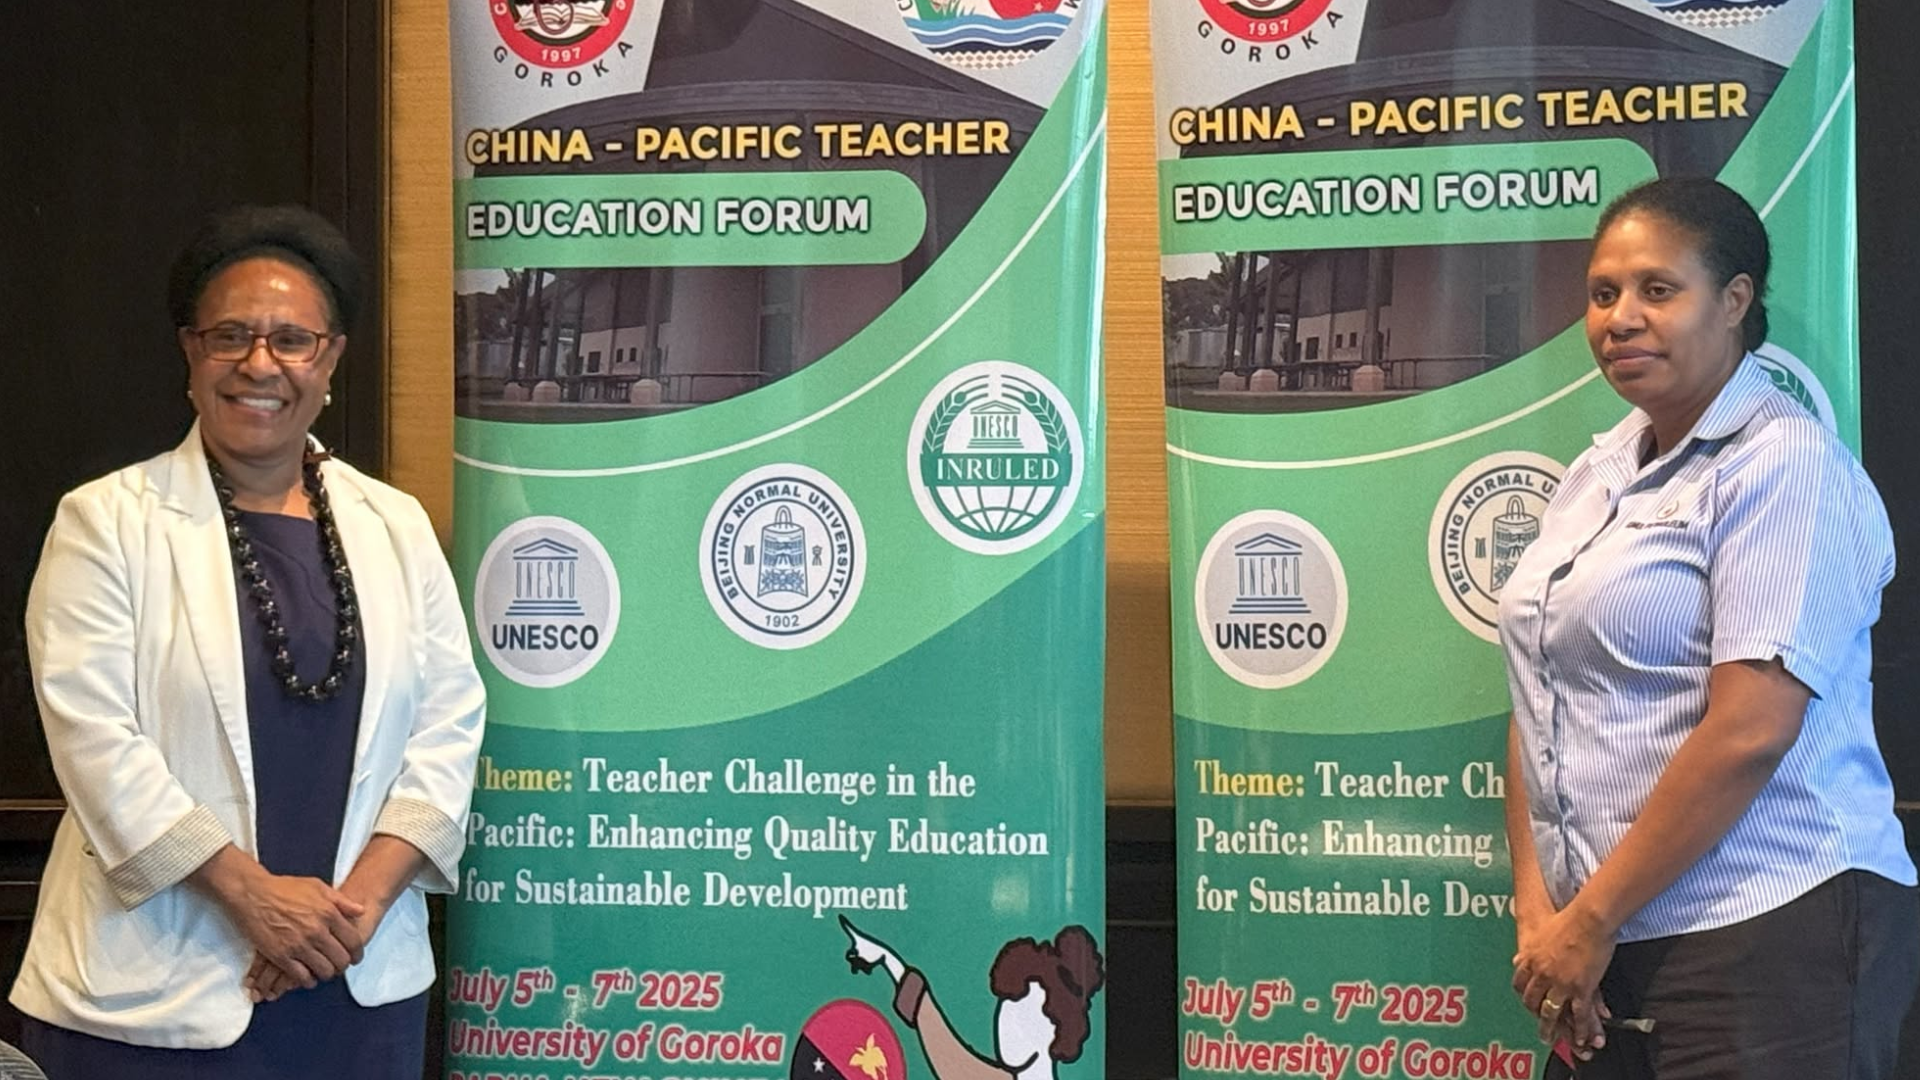 1997
GOROKA
CHINA - PACIFIC TEACHER
EDUCATION FORUM
UNESCO
INRULED
BEIJING NORMAL UNIVERSITY
1902
UNESCO
UNESCO
Theme: Teacher Challenge in the
Pacific: Enhancing Quality Education
for Sustainable Development
July 5th - 7th 2025
University of Goroka
1997
GOROKA
CHINA - PACIFIC TEACHER
EDUCATION FORUM
BEIJING NORMAL U
UNESCO
UNESCO
Theme: Teacher Ch
Pacific: Enhancing
for Sustainable Deve
July 5th - 7th 2025
University of Goroka